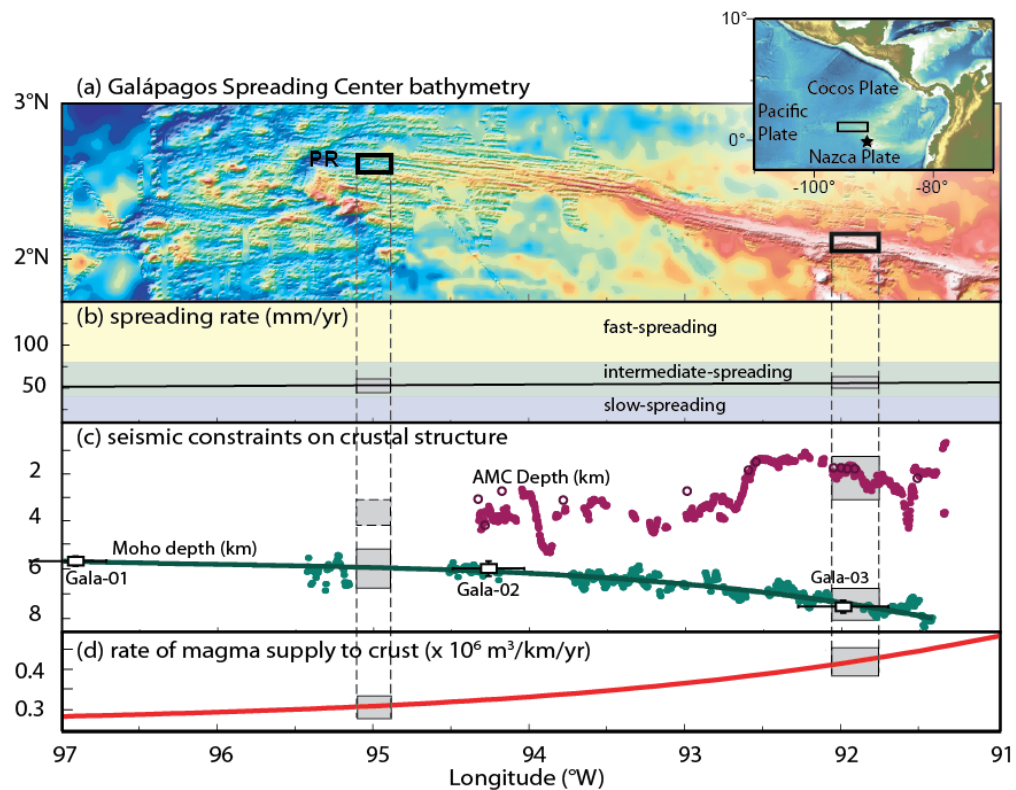 10°
0°
-100°
-80°
Cocos Plate
Pacific
Plate
Nazca Plate
(a) Galápagos Spreading Center bathymetry
3°N
2°N
PR
(b) spreading rate (mm/yr)
100
50
fast-spreading
intermediate-spreading
slow-spreading
(c) seismic constraints on crustal structure
2
4
6
8
AMC Depth (km)
Moho depth (km)
Gala-01
Gala-02
Gala-03
(d) rate of magma supply to crust (x 10⁶ m³/km/yr)
0.4
0.3
97
96
95
94
93
92
91
Longitude (°W)